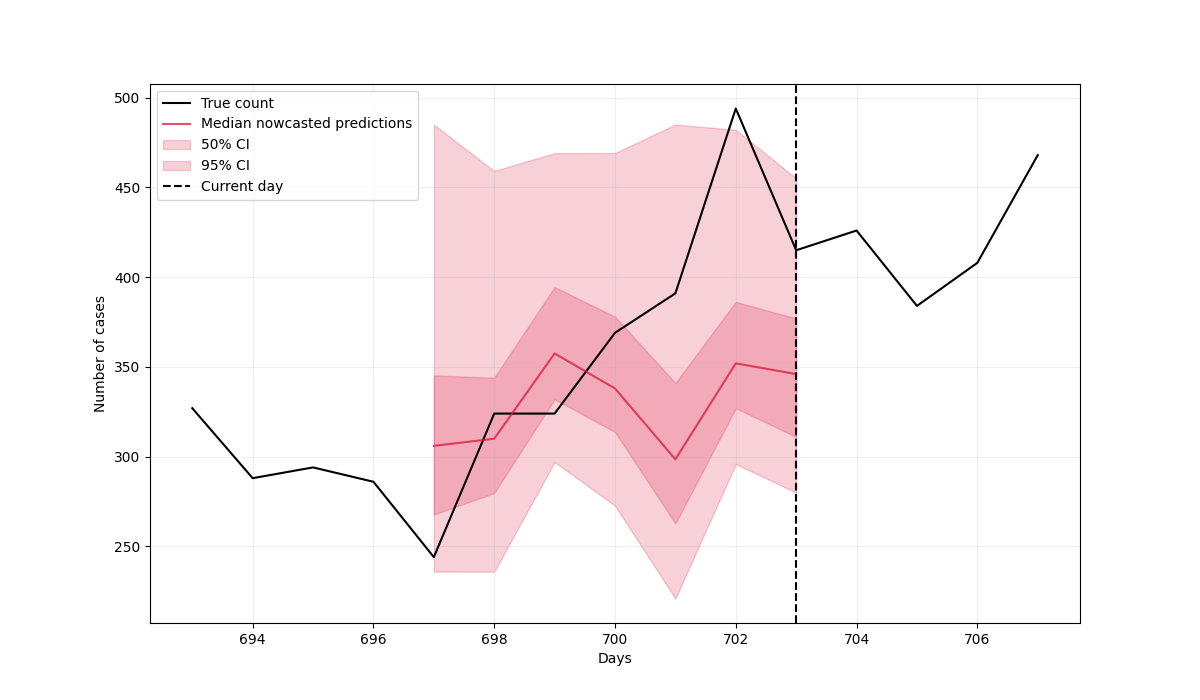 500
450
400
350
300
250
Number of cases
True count
Median nowcasted predictions
50% CI
95% CI
Current day
694 696 698 700 702 704 706
Days